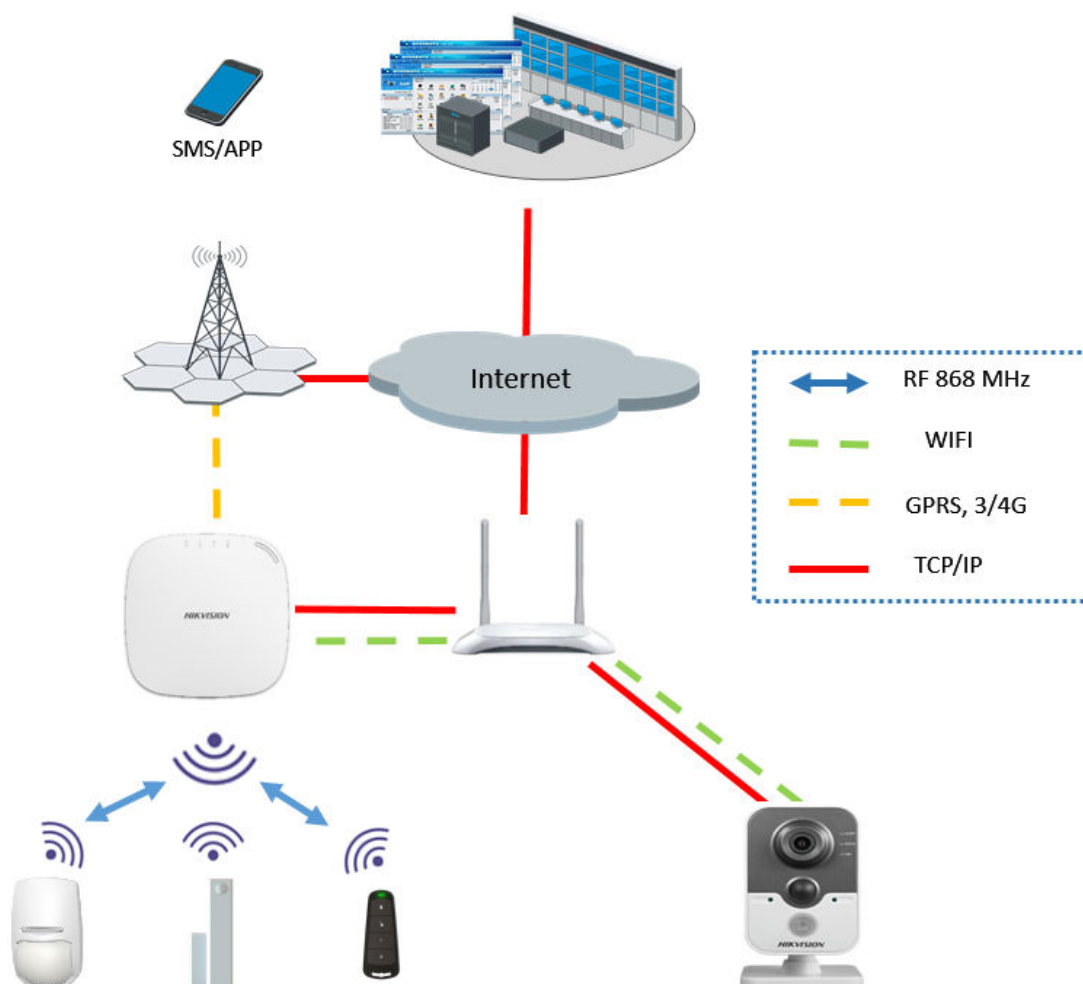 SMS/APP
Internet
RF 868 MHz
WIFI
GPRS, 3/4G
TCP/IP
HIKVISION
HIKVISION